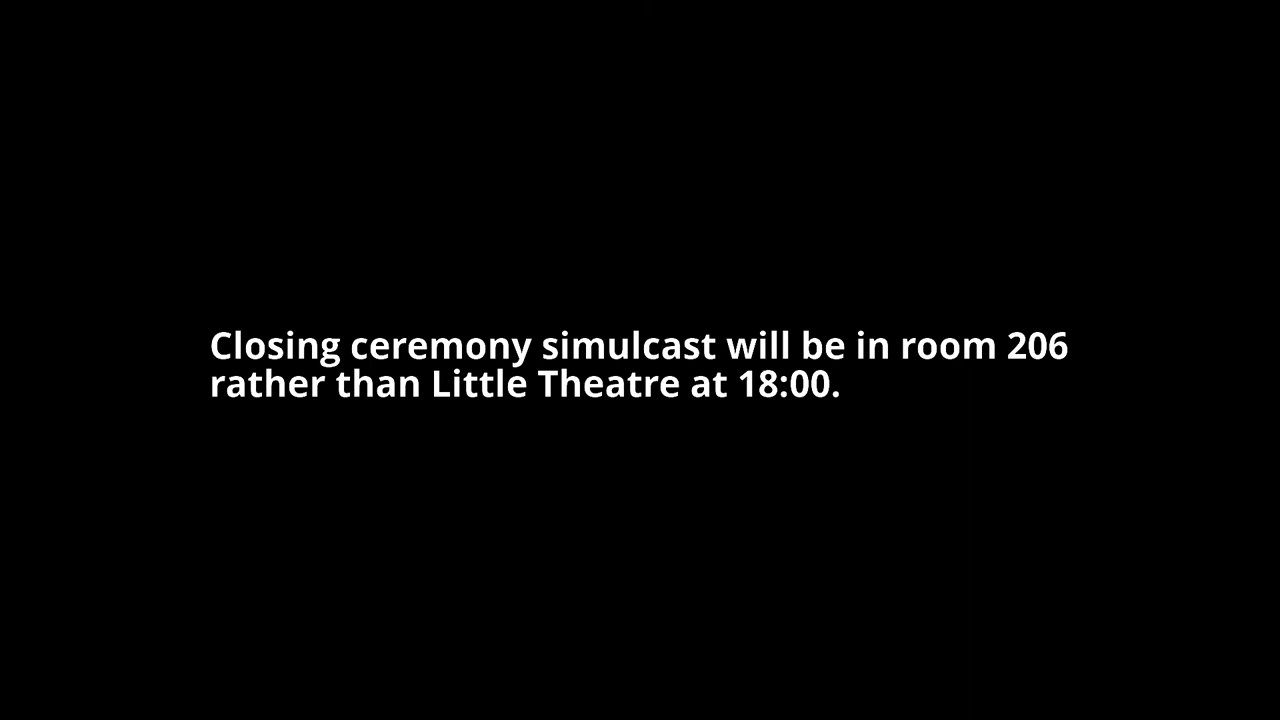 Closing ceremony simulcast will be in room 206
rather than Little Theatre at 18:00.